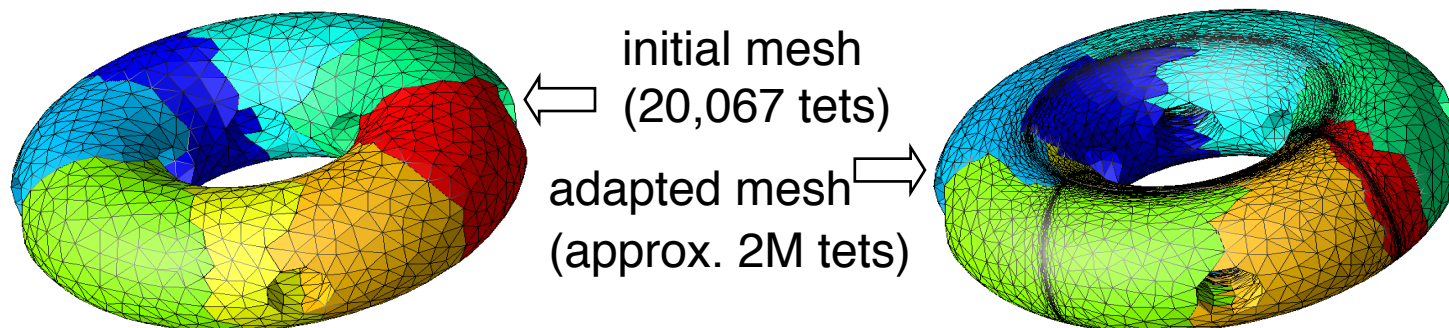 initial mesh
(20,067 tets)
adapted mesh
(approx. 2M tets)